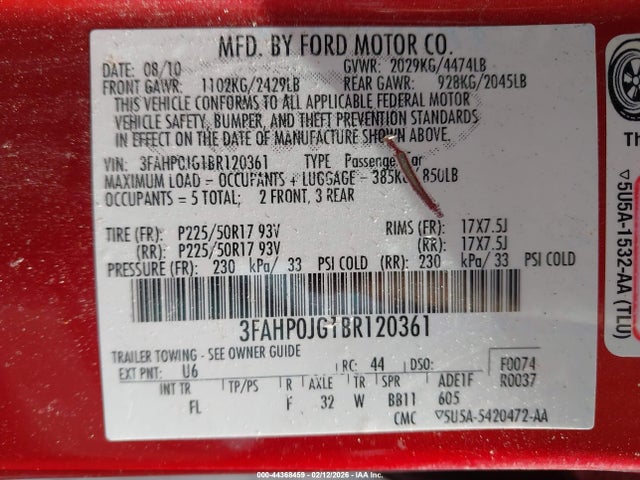 MFD. BY FORD MOTOR CO.
DATE: 08/10 GVWR: 2029KG/4474LB
FRONT GAWR: 1102KG/2429LB REAR GAWR: 928KG/2045LB
THIS VEHICLE CONFORMS TO ALL APPLICABLE FEDERAL MOTOR
VEHICLE SAFETY, BUMPER, AND THEFT PREVENTION STANDARDS
IN EFFECT ON THE DATE OF MANUFACTURE SHOWN ABOVE.
VIN: 3FAHP0JG1BR120361 TYPE Passenger Car
MAXIMUM LOAD = OCCUPANTS + LUGGAGE = 385KG/ 850LB
OCCUPANTS = 5 TOTAL; 2 FRONT, 3 REAR
TIRE (FR): P225/50R17 93V RIMS (FR): 17X7.5J
(RR): P225/50R17 93V (RR): 17X7.5J
PRESSURE (FR): 230 kPa/ 33 PSI COLD (RR): 230 kPa/ 33 PSI COLD
3FAHP0JG1BR120361
TRAILER TOWING - SEE OWNER GUIDE
EXT PNT: U6 RC: 44 DSO: F0074
R0037
INT TR TP/PS R AXLE TR SPR ADE1F
FL F 32 W BB11 605
CMC ▽5U5A-5420472-AA
Th
▽5U5A-1532-AA (TLU)
000-44368459 - 02/12/2026 - COPART.COM